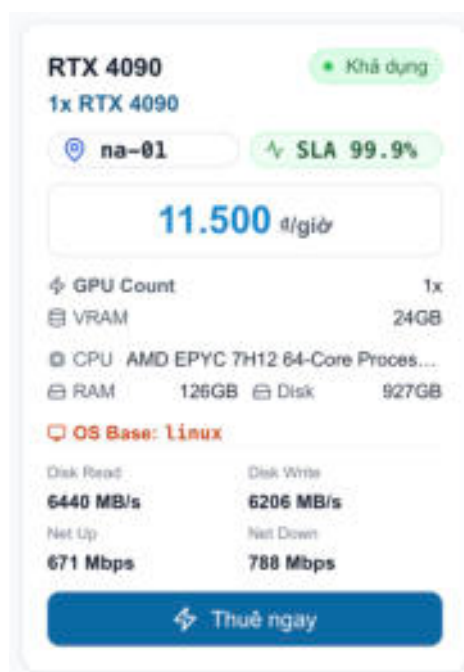 RTX 4090
Khả dụng
1x RTX 4090
na-01
SLA 99.9%
11.500 đ/giờ
GPU Count 1x
VRAM 24GB
CPU AMD EPYC 7H12 64-Core Proces...
RAM 126GB Disk 927GB
OS Base: linux
Disk Read Disk Write
6440 MB/s 6206 MB/s
Net Up Net Down
671 Mbps 788 Mbps
Thuê ngay